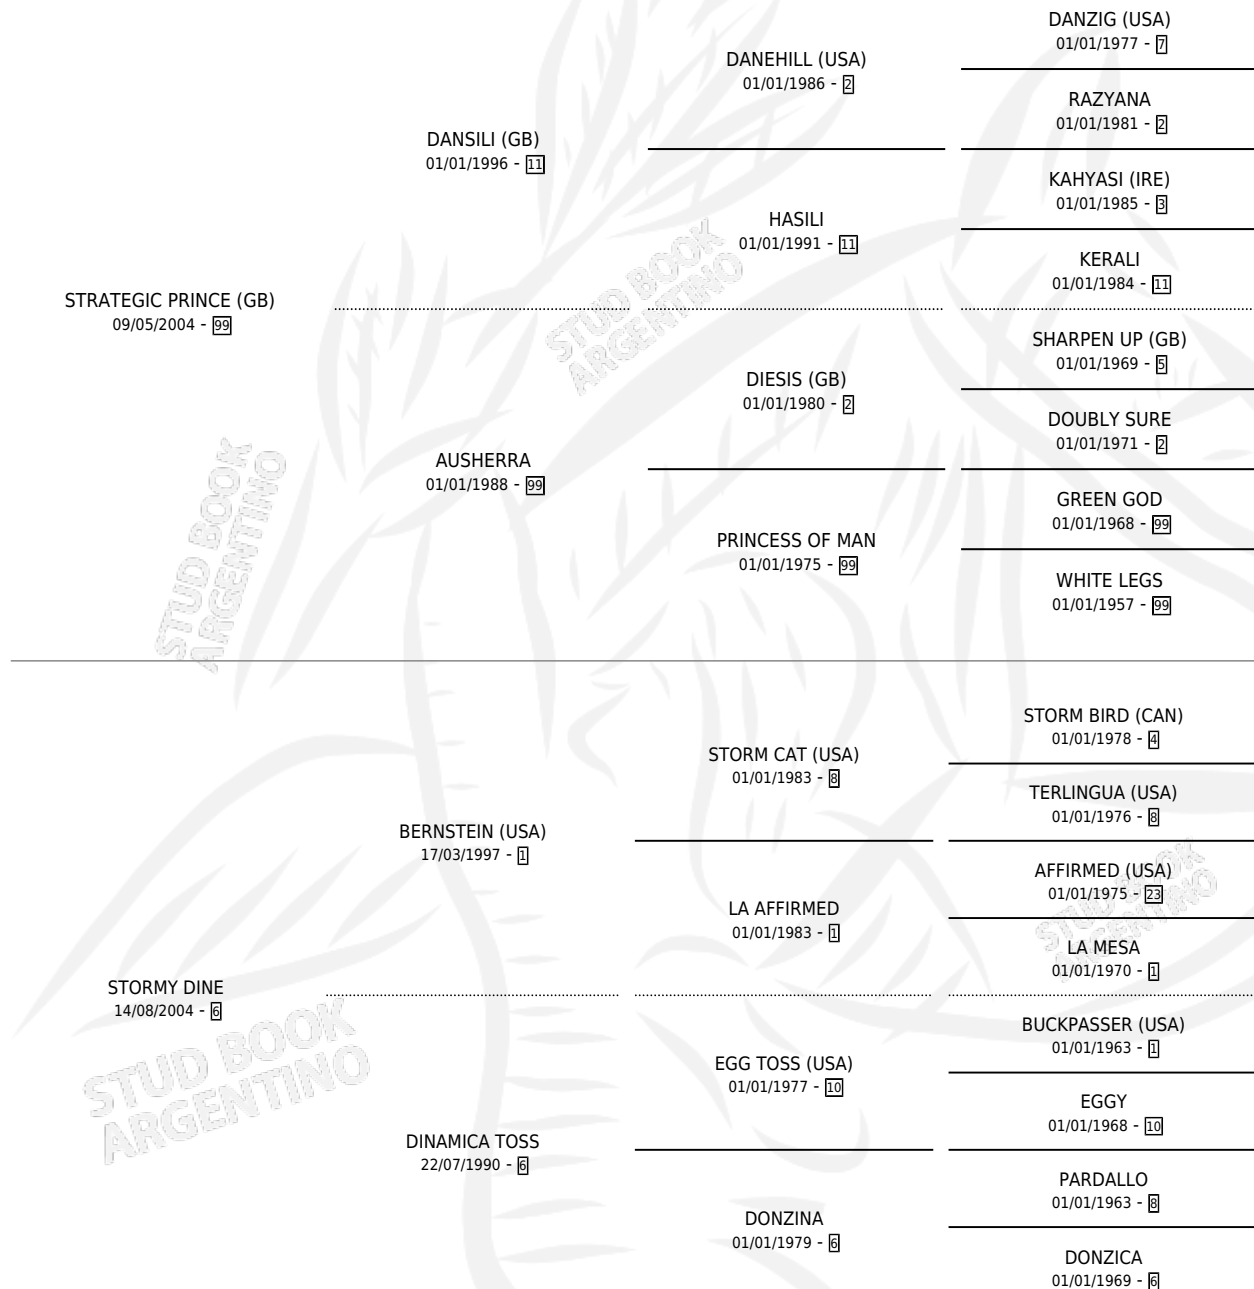 DANZIG (USA)
01/01/1977 - 7
DANEHILL (USA)
01/01/1986 - 2
RAZYANA
01/01/1981 - 2
DANSILI (GB)
01/01/1996 - 11
KAHYASI (IRE)
01/01/1985 - 3
HASILI
01/01/1991 - 11
KERALI
01/01/1984 - 11
STRATEGIC PRINCE (GB)
09/05/2004 - 99
SHARPEN UP (GB)
01/01/1969 - 5
DIESIS (GB)
01/01/1980 - 2
DOUBLY SURE
01/01/1971 - 2
AUSHERRA
01/01/1988 - 99
GREEN GOD
01/01/1968 - 99
PRINCESS OF MAN
01/01/1975 - 99
WHITE LEGS
01/01/1957 - 99
STORM BIRD (CAN)
01/01/1978 - 4
STORM CAT (USA)
01/01/1983 - 8
TERLINGUA (USA)
01/01/1976 - 8
BERNSTEIN (USA)
17/03/1997 - 1
AFFIRMED (USA)
01/01/1975 - 23
LA AFFIRMED
01/01/1983 - 1
LA MESA
01/01/1970 - 1
STORMY DINE
14/08/2004 - 6
BUCKPASSER (USA)
01/01/1963 - 1
EGG TOSS (USA)
01/01/1977 - 10
EGGY
01/01/1968 - 10
DINAMICA TOSS
22/07/1990 - 6
PARDALLO
01/01/1963 - 8
DONZINA
01/01/1979 - 6
DONZICA
01/01/1969 - 6
STUD BOOK
ARGENTINO
STUD BOOK
ARGENTINO
STUD BOOK
ARGENTINO
STUD BOOK
ARGENTINO